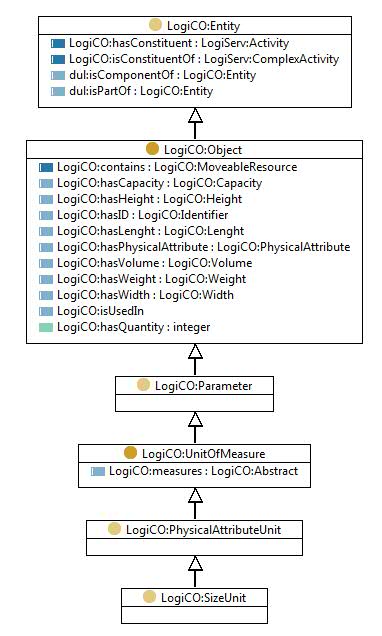 LogiCO:Entity
LogiCO:hasConstituent : LogiServ:Activity
LogiCO:isConstituentOf : LogiServ:ComplexActivity
dul:isComponentOf : LogiCO:Entity
dul:isPartOf : LogiCO:Entity
LogiCO:Object
LogiCO:contains : LogiCO:MoveableResource
LogiCO:hasCapacity : LogiCO:Capacity
LogiCO:hasHeight : LogiCO:Height
LogiCO:hasID : LogiCO:Identifier
LogiCO:hasLenght : LogiCO:Lenght
LogiCO:hasPhysicalAttribute : LogiCO:PhysicalAttribute
LogiCO:hasVolume : LogiCO:Volume
LogiCO:hasWeight : LogiCO:Weight
LogiCO:hasWidth : LogiCO:Width
LogiCO:isUsedIn
LogiCO:hasQuantity : integer
LogiCO:Parameter
LogiCO:UnitOfMeasure
LogiCO:measures : LogiCO:Abstract
LogiCO:PhysicalAttributeUnit
LogiCO:SizeUnit